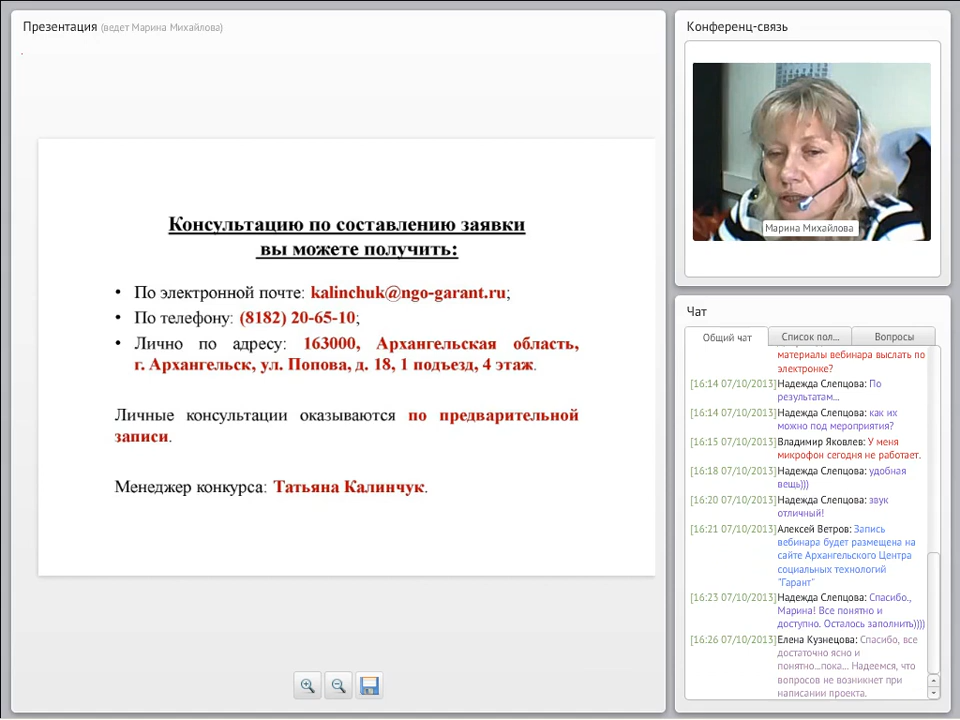 Презентация (ведет Марина Михайлова)
Консультацию по составлению заявки
вы можете получить:
• По электронной почте: kalinchuk@ngo-garant.ru;
• По телефону: (8182) 20-65-10;
• Лично по адресу: 163000, Архангельская область,
г. Архангельск, ул. Попова, д. 18, 1 подъезд, 4 этаж.
Личные консультации оказываются по предварительной
записи.
Менеджер конкурса: Татьяна Калинчук.
Конференц-связь
Марина Михайлова
Чат
Общий чат
Список пол...
Вопросы
материалы вебинара выслать по
электронке?
[16:14 07/10/2013] Надежда Слепцова: По
результатам...
[16:14 07/10/2013] Надежда Слепцова: как их
можно под мероприятия?
[16:15 07/10/2013] Владимир Яковлев: У меня
микрофон сегодня не работает.
[16:18 07/10/2013] Надежда Слепцова: удобная
вещь)))
[16:20 07/10/2013] Надежда Слепцова: звук
отличный!
[16:21 07/10/2013] Алексей Ветров: Запись
вебинара будет размещена на
сайте Архангельского Центра
социальных технологий
"Гарант"
[16:23 07/10/2013] Надежда Слепцова: Спасибо.,
Марина! Все понятно и
доступно. Осталось заполнить))))
[16:26 07/10/2013] Елена Кузнецова: Спасибо, все
достаточно ясно и
понятно...пока... Надеемся, что
вопросов не возникнет при
написании проекта.